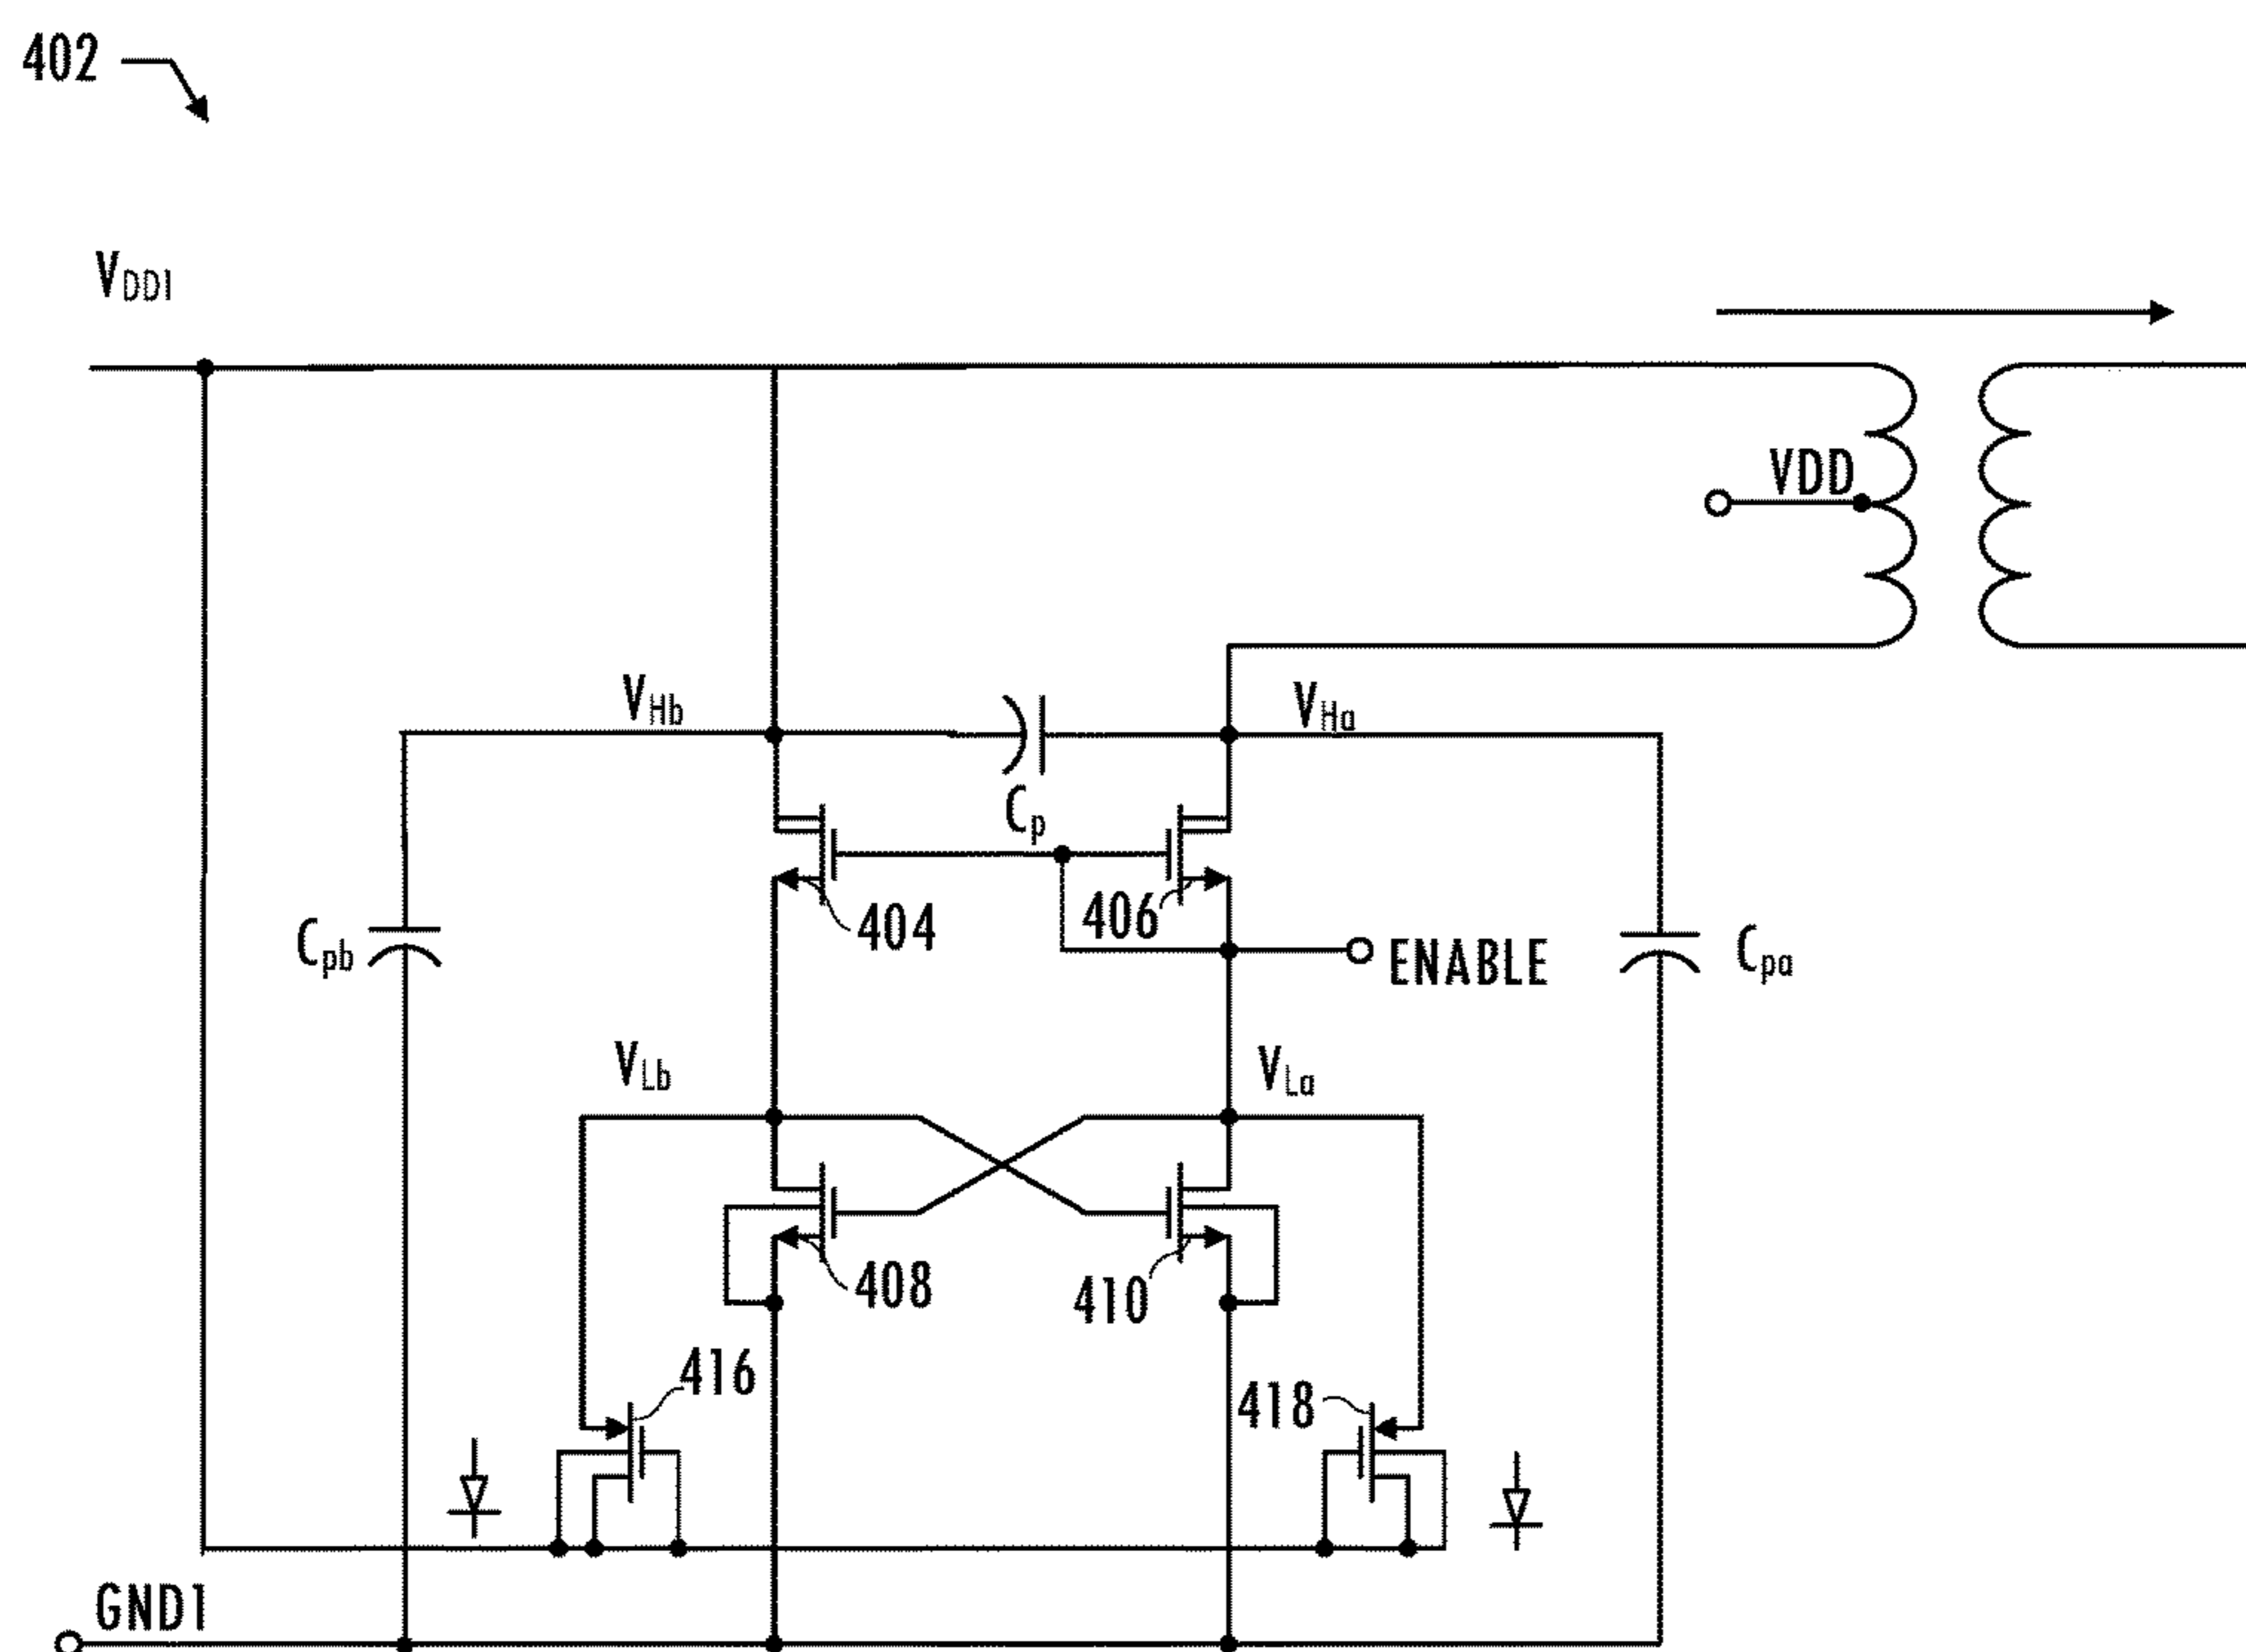 402
VDD1
VDD
VHb
VHa
Cp
404
406
Cpb
ENABLE
Cpa
VLb
VLa
408
410
416
418
GND1